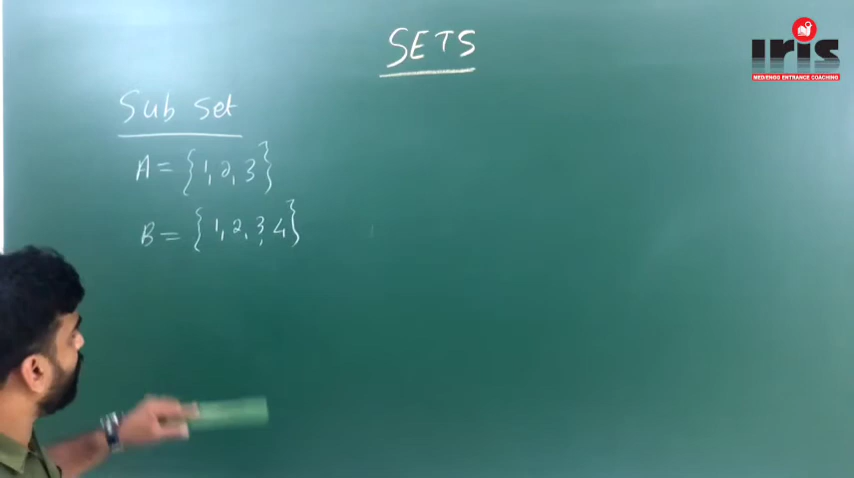 SETS
iris
MED/ENGG ENTRANCE COACHING
Sub set
A = {1, 2, 3}
B = {1, 2, 3, 4}